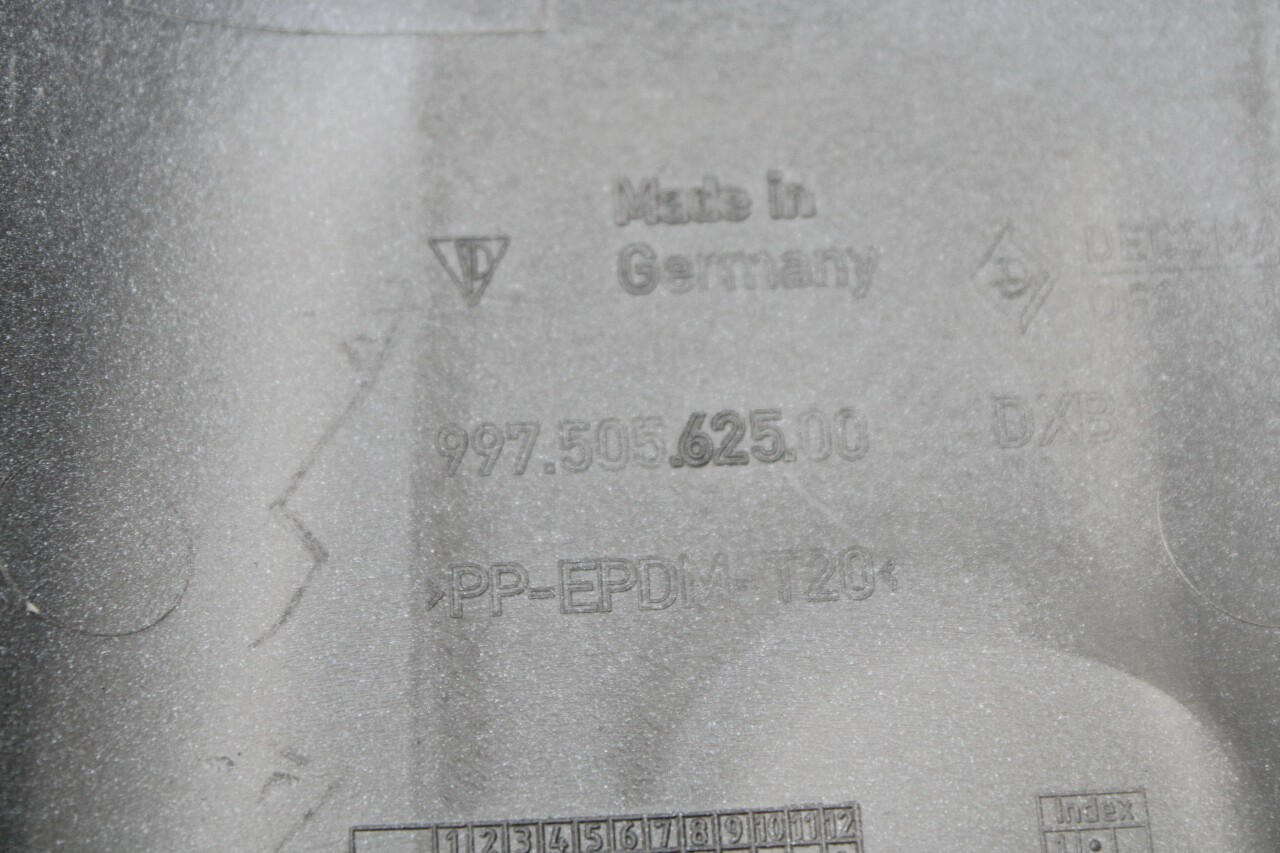 Made in
Germany
997.505.625.00
DXB
>PP-EPDM-T20<
1 2 3 4 5 6 7 8 9 10 11 12
Index
1